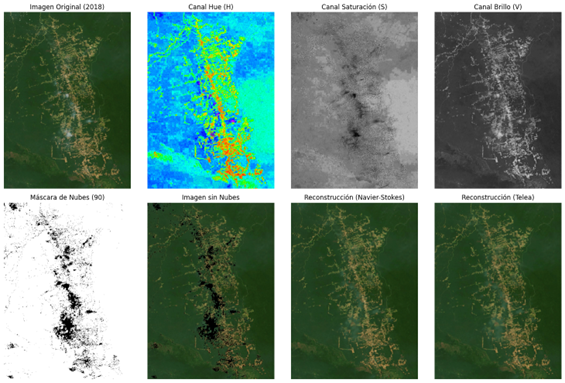 Imagen Original (2018)
Canal Hue (H)
Canal Saturación (S)
Canal Brillo (V)
Máscara de Nubes (90)
Imagen sin Nubes
Reconstrucción (Navier-Stokes)
Reconstrucción (Telea)